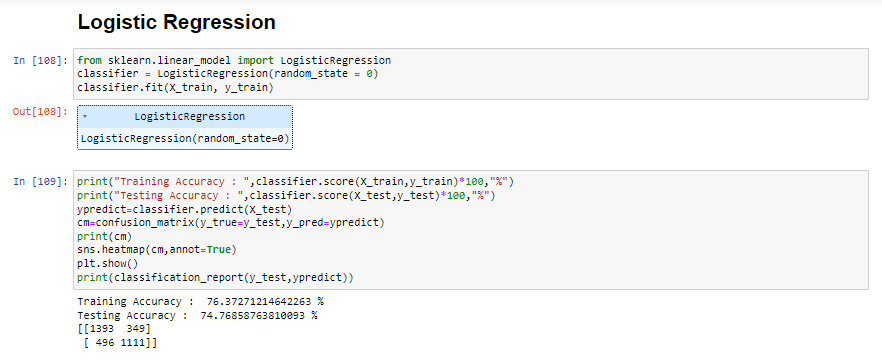 Logistic Regression
In [108]: from sklearn.linear_model import LogisticRegression
classifier = LogisticRegression(random_state = 0)
classifier.fit(X_train, y_train)
Out[108]:
LogisticRegression
LogisticRegression(random_state=0)
In [109]: print("Training Accuracy : ",classifier.score(X_train,y_train)*100,"%")
print("Testing Accuracy : ",classifier.score(X_test,y_test)*100,"%")
ypredict=classifier.predict(X_test)
cm=confusion_matrix(y_true=y_test,y_pred=ypredict)
print(cm)
sns.heatmap(cm,annot=True)
plt.show()
print(classification_report(y_test,ypredict))
Training Accuracy :  76.37271214642263 %
Testing Accuracy :  74.76858763810093 %
[[1393  349]
 [ 496 1111]]